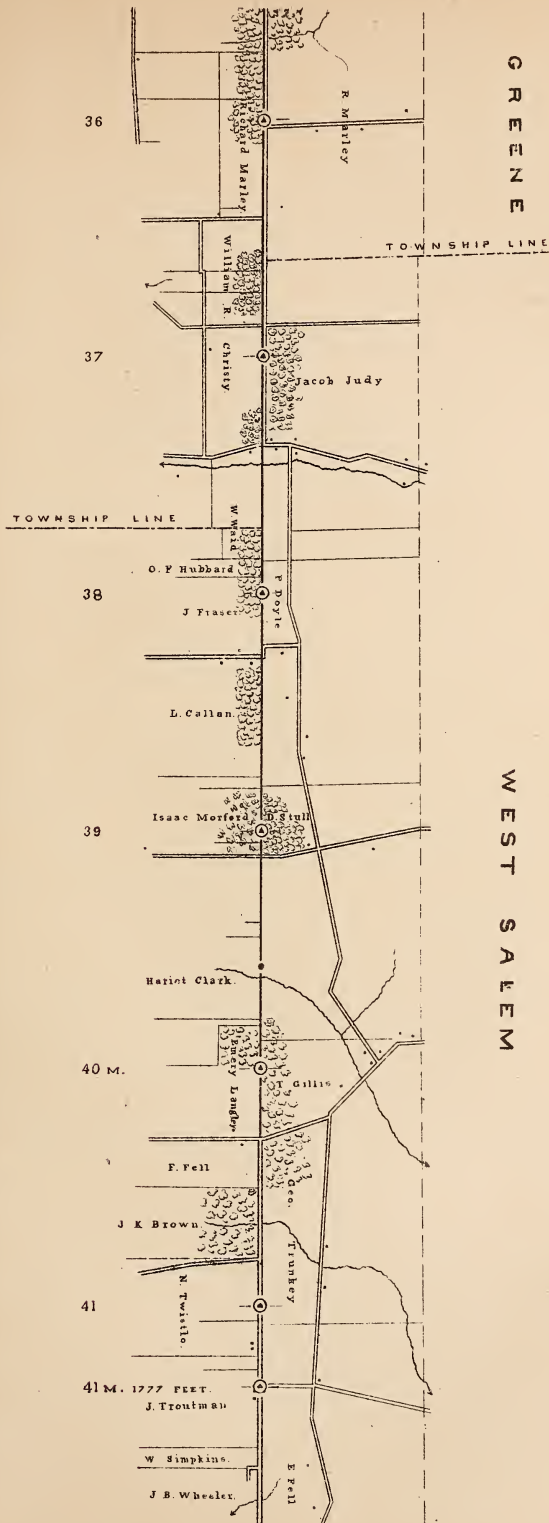 GREENE
R Marley
36
Richard Marley.
TOWNSHIP LINE
William R.
Christy.
37
Jacob Judy
TOWNSHIP LINE
W. Waid
O. F Hubbard
P Doyle
38
J Fraser.
L. Callan.
WEST SALEM
Isaac Morford
D. Stull
39
Hariet Clark.
Emery Langley.
40 M.
T Gillis
F. Fell
Geo. Trunkey
J K Brown.
N. Twistlo.
41
41 M. 1777 FEET.
J. Troutman
W Simpkins.
E Fell
J B. Wheeler.